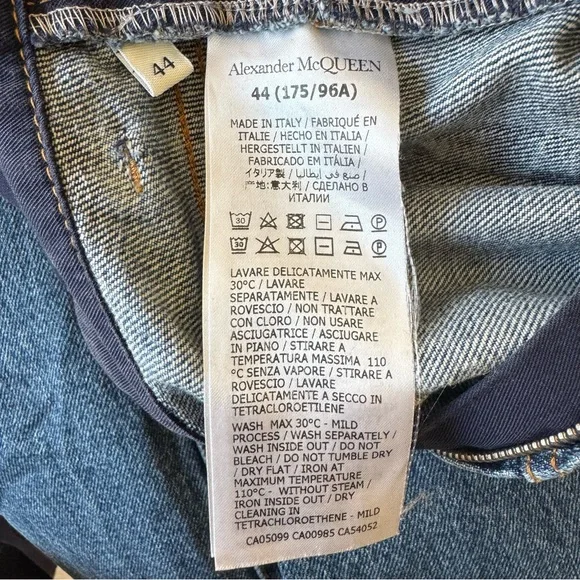 44
Alexander McQUEEN
44 (175/96A)
MADE IN ITALY / FABRIQUÉ EN
ITALIE / HECHO EN ITALIA /
HERGESTELLT IN ITALIEN /
FABRICADO EM ITÁLIA /
イタリア製 / صنع في إيطاليا /
地: 意大利 / СДЕЛАНО В
ИТАЛИИ
30 P
30 P
LAVARE DELICATAMENTE MAX
30°C / LAVARE
SEPARATAMENTE / LAVARE A
ROVESCIO / NON TRATTARE
CON CLORO / NON USARE
ASCIUGATRICE / ASCIUGARE
IN PIANO / STIRARE A
TEMPERATURA MASSIMA 110
°C SENZA VAPORE / STIRARE A
ROVESCIO / LAVARE
DELICATAMENTE A SECCO IN
TETRACLOROETILENE
WASH MAX 30°C - MILD
PROCESS / WASH SEPARATELY /
WASH INSIDE OUT / DO NOT
BLEACH / DO NOT TUMBLE DRY
/ DRY FLAT / IRON AT
MAXIMUM TEMPERATURE
110°C - WITHOUT STEAM /
IRON INSIDE OUT / DRY
CLEANING IN
TETRACHLOROETHENE - MILD
CA05099 CA00985 CA54052